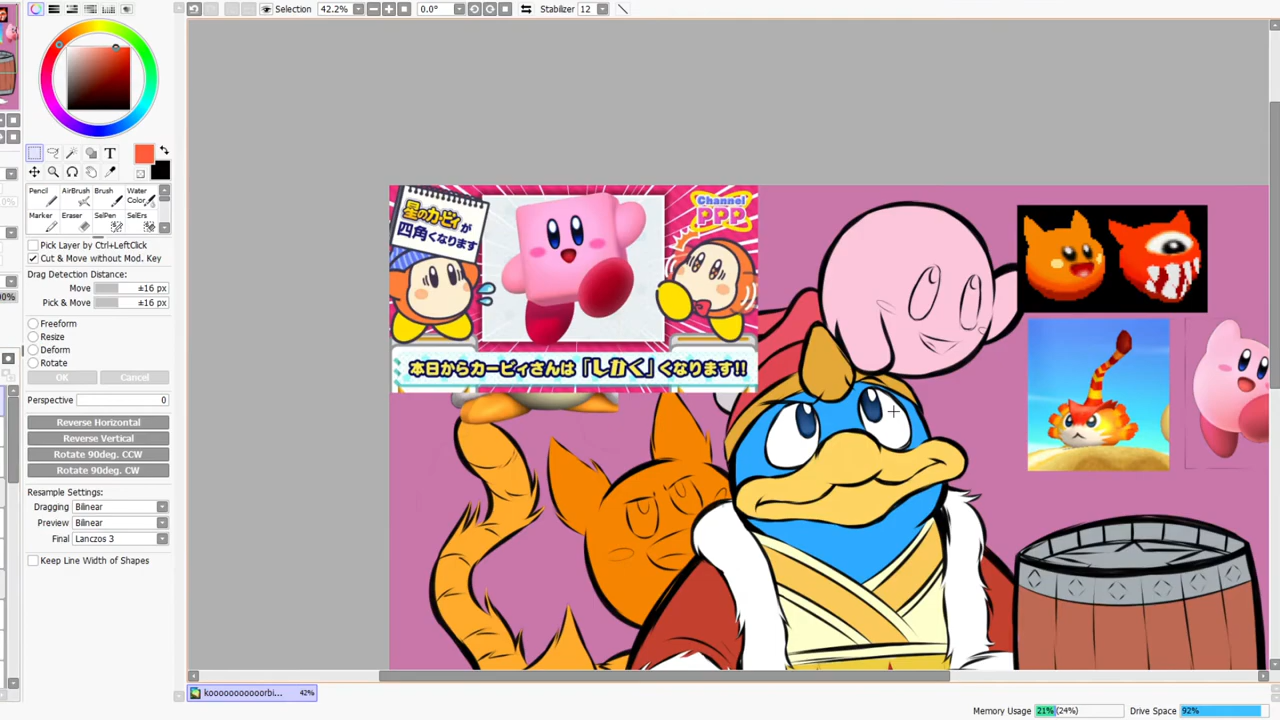 Selection 42.2% 0.0° Stabilizer 12
T
Pencil AirBrush Brush Water Color
Marker Eraser SelPen SelErs
Pick Layer by Ctrl+LeftClick
Cut & Move without Mod. Key
Drag Detection Distance:
Move ±16 px
Pick & Move ±16 px
Freeform
Resize
Deform
Rotate
OK Cancel
Perspective 0
Reverse Horizontal
Reverse Vertical
Rotate 90deg. CCW
Rotate 90deg. CW
Resample Settings:
Dragging Bilinear
Preview Bilinear
Final Lanczos 3
Keep Line Width of Shapes
星のカービィが
四角くなります
Channel
PPP
本日からカービィさんは「しかく」くなります!!
kooooooooooorbi... 42%
Memory Usage 21% (24%) Drive Space 92%